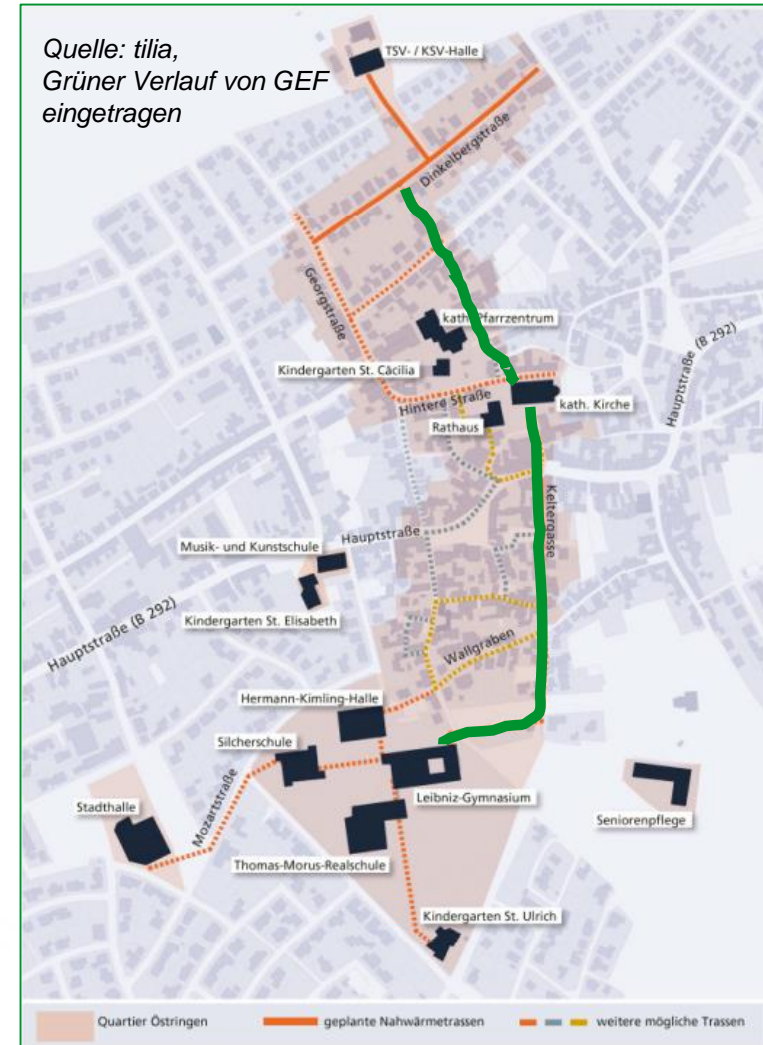 Quelle: tilia,
Grüner Verlauf von GEF
eingetragen
TSV- / KSV-Halle
Dinkelbergstraße
Georgstraße
kath. Pfarrzentrum
Kindergarten St. Cäcilia
Hintere Straße
kath. Kirche
Rathaus
Hauptstraße (B 292)
Keltergasse
Hauptstraße
Musik- und Kunstschule
Kindergarten St. Elisabeth
Hauptstraße (B 292)
Wallgraben
Hermann-Kimling-Halle
Silcherschule
Leibniz-Gymnasium
Seniorenpflege
Stadthalle
Mozartstraße
Thomas-Morus-Realschule
Kindergarten St. Ulrich
Quartier Östringen
geplante Nahwärmetrassen
weitere mögliche Trassen